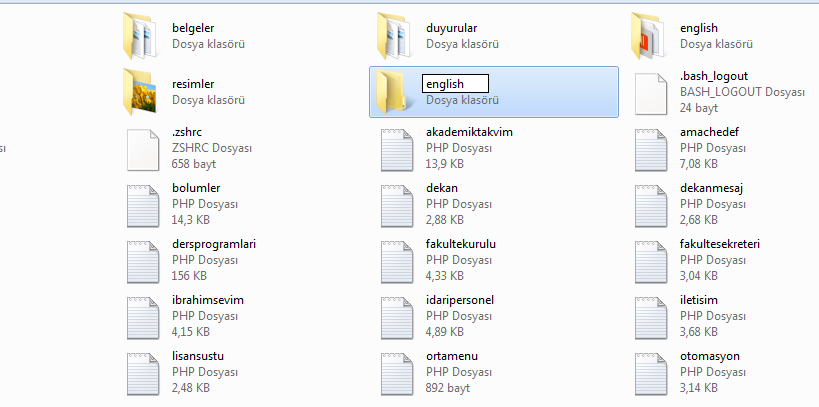 belgeler
Dosya klasörü
duyurular
Dosya klasörü
english
Dosya klasörü
resimler
Dosya klasörü
english
Dosya klasörü
.bash_logout
BASH_LOGOUT Dosyası
24 bayt
.zshrc
ZSHRC Dosyası
658 bayt
akademiktakvim
PHP Dosyası
13,9 KB
amachedef
PHP Dosyası
7,08 KB
bolumler
PHP Dosyası
14,3 KB
dekan
PHP Dosyası
2,88 KB
dekanmesaj
PHP Dosyası
2,68 KB
dersprogramlari
PHP Dosyası
156 KB
fakultekurulu
PHP Dosyası
4,33 KB
fakultesekreteri
PHP Dosyası
3,04 KB
ibrahimsevim
PHP Dosyası
4,15 KB
idaripersonel
PHP Dosyası
4,89 KB
iletisim
PHP Dosyası
3,68 KB
lisansustu
PHP Dosyası
2,48 KB
ortamenu
PHP Dosyası
892 bayt
otomasyon
PHP Dosyası
3,14 KB